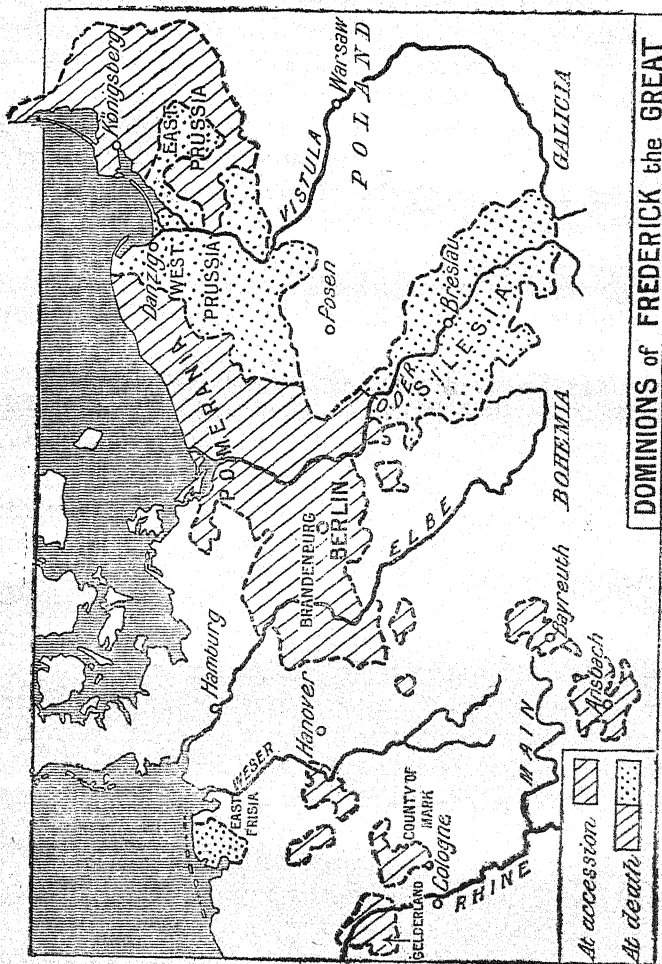 DOMINIONS of FREDERICK the GREAT
Königsberg
EAST
PRUSSIA
Danzig
WEST
PRUSSIA
VISTULA
Warsaw
POLAND
Posen
POMERANIA
ODER
Breslau
SILESIA
GALICIA
BRANDENBURG
BERLIN
ELBE
BOHEMIA
Hamburg
Hanover
WESER
EAST
FRISIA
COUNTY OF
MARK
GELDERLAND
Cologne
RHINE
MAIN
Bayreuth
Ansbach
At accession
At death